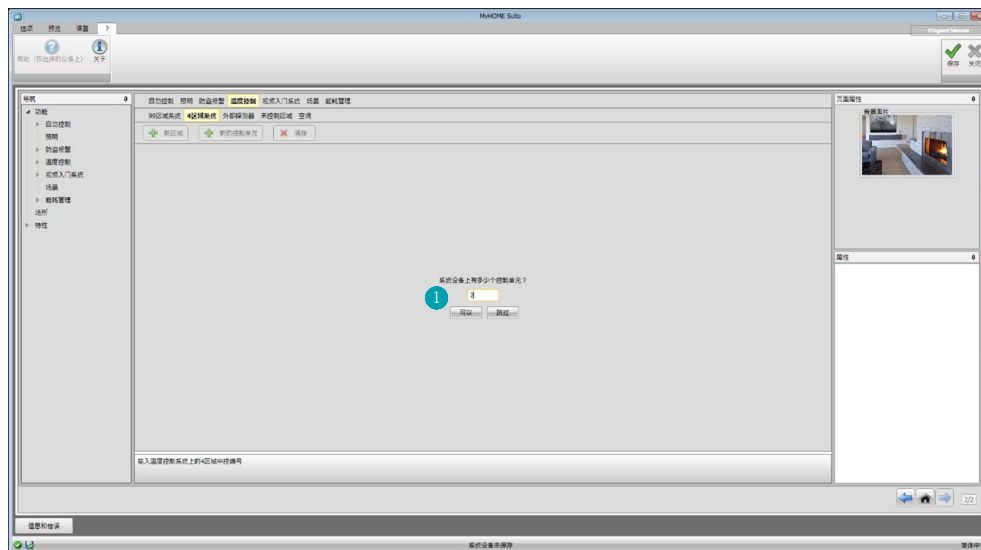 MyHOME Suite
选项 预览 语言 ?
帮助（在选择的设备上） 关于
保存 关闭
导航
功能
自动控制
照明
防盗报警
温度控制
视频入门系统
场景
能耗管理
场所
特性
自动控制 照明 防盗报警 温度控制 视频入门系统 场景 能耗管理
99区域系统 4区域系统 外部探测器 未控制区域 空调
新区域 新的控制单元 清除
系统设备上有多少个控制单元？
1
2
可以 跳过
输入温度控制系统上的4区域中控编号
页面属性
背景图片
属性
2/2
信息和错误
系统设备未保存
简体中